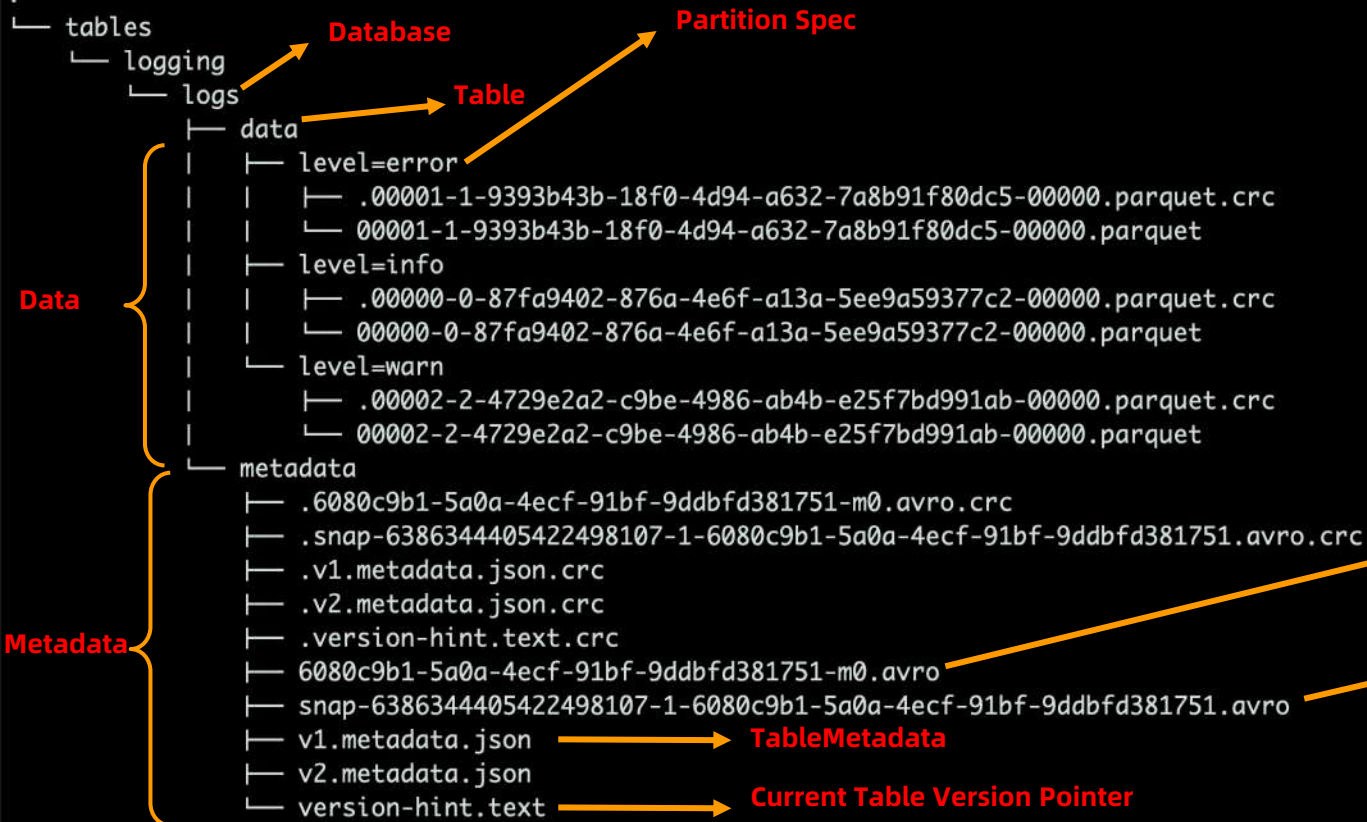 └── tables
└── logging
└── logs
Database
Partition Spec
Table
├── data
│ ├── level=error
│ │ ├── .00001-1-9393b43b-18f0-4d94-a632-7a8b91f80dc5-00000.parquet.crc
│ │ └── 00001-1-9393b43b-18f0-4d94-a632-7a8b91f80dc5-00000.parquet
│ ├── level=info
Data
│ │ ├── .00000-0-87fa9402-876a-4e6f-a13a-5ee9a59377c2-00000.parquet.crc
│ │ └── 00000-0-87fa9402-876a-4e6f-a13a-5ee9a59377c2-00000.parquet
│ └── level=warn
│ ├── .00002-2-4729e2a2-c9be-4986-ab4b-e25f7bd991ab-00000.parquet.crc
│ └── 00002-2-4729e2a2-c9be-4986-ab4b-e25f7bd991ab-00000.parquet
└── metadata
├── .6080c9b1-5a0a-4ecf-91bf-9ddbfd381751-m0.avro.crc
├── .snap-6386344405422498107-1-6080c9b1-5a0a-4ecf-91bf-9ddbfd381751.avro.crc
├── .v1.metadata.json.crc
├── .v2.metadata.json.crc
├── .version-hint.text.crc
Metadata
├── 6080c9b1-5a0a-4ecf-91bf-9ddbfd381751-m0.avro
├── snap-6386344405422498107-1-6080c9b1-5a0a-4ecf-91bf-9ddbfd381751.avro
├── v1.metadata.json
TableMetadata
├── v2.metadata.json
└── version-hint.text
Current Table Version Pointer